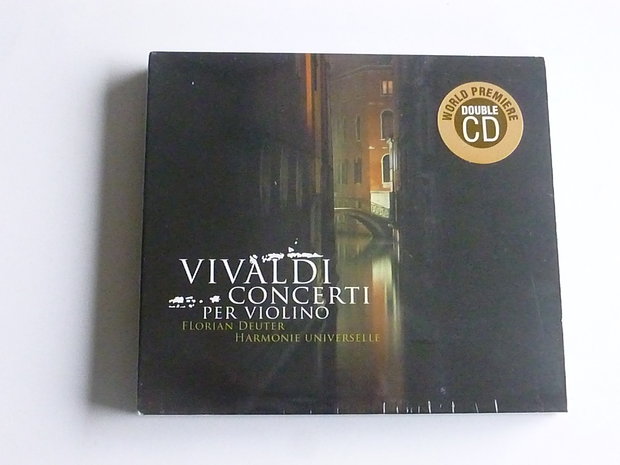 WORLD PREMIERE
DOUBLE
CD
VIVALDI
CONCERTI
PER VIOLINO
FLORIAN DEUTER
HARMONIE UNIVERSELLE